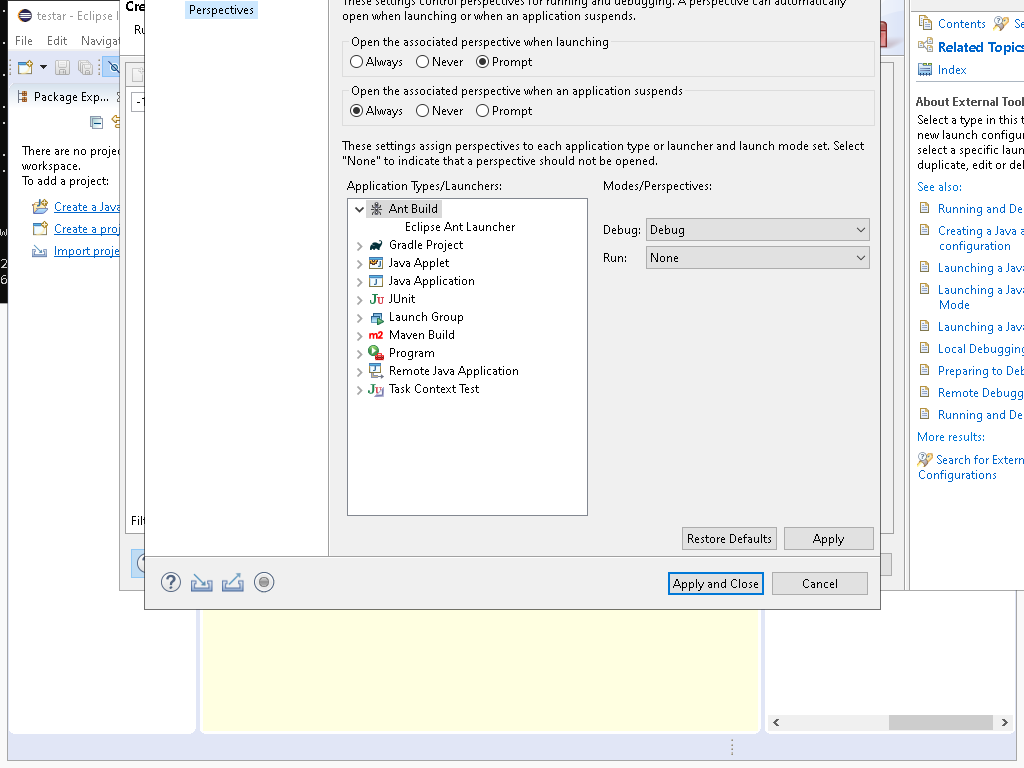 testar - Eclipse
File Edit Navigat
Package Exp...
There are no proje
workspace.
To add a project:
Create a Java
Create a proj
Import proje
Cre
Ru
Filt
Perspectives
These settings control perspectives for running and debugging. A perspective can automatically
open when launching or when an application suspends.
Open the associated perspective when launching
Always Never Prompt
Open the associated perspective when an application suspends
Always Never Prompt
These settings assign perspectives to each application type or launcher and launch mode set. Select
"None" to indicate that a perspective should not be opened.
Application Types/Launchers:
Ant Build
Eclipse Ant Launcher
Gradle Project
Java Applet
Java Application
JUnit
Launch Group
Maven Build
Program
Remote Java Application
Task Context Test
Modes/Perspectives:
Debug: Debug
Run: None
Restore Defaults Apply
Apply and Close Cancel
Contents Se
Related Topics
Index
About External Tool
Select a type in this t
new launch configur
select a specific laun
duplicate, edit or del
See also:
Running and De
Creating a Java a
configuration
Launching a Java
Launching a Java
Mode
Launching a Java
Local Debugging
Preparing to Deb
Remote Debugg
Running and De
More results:
Search for Extern
Configurations